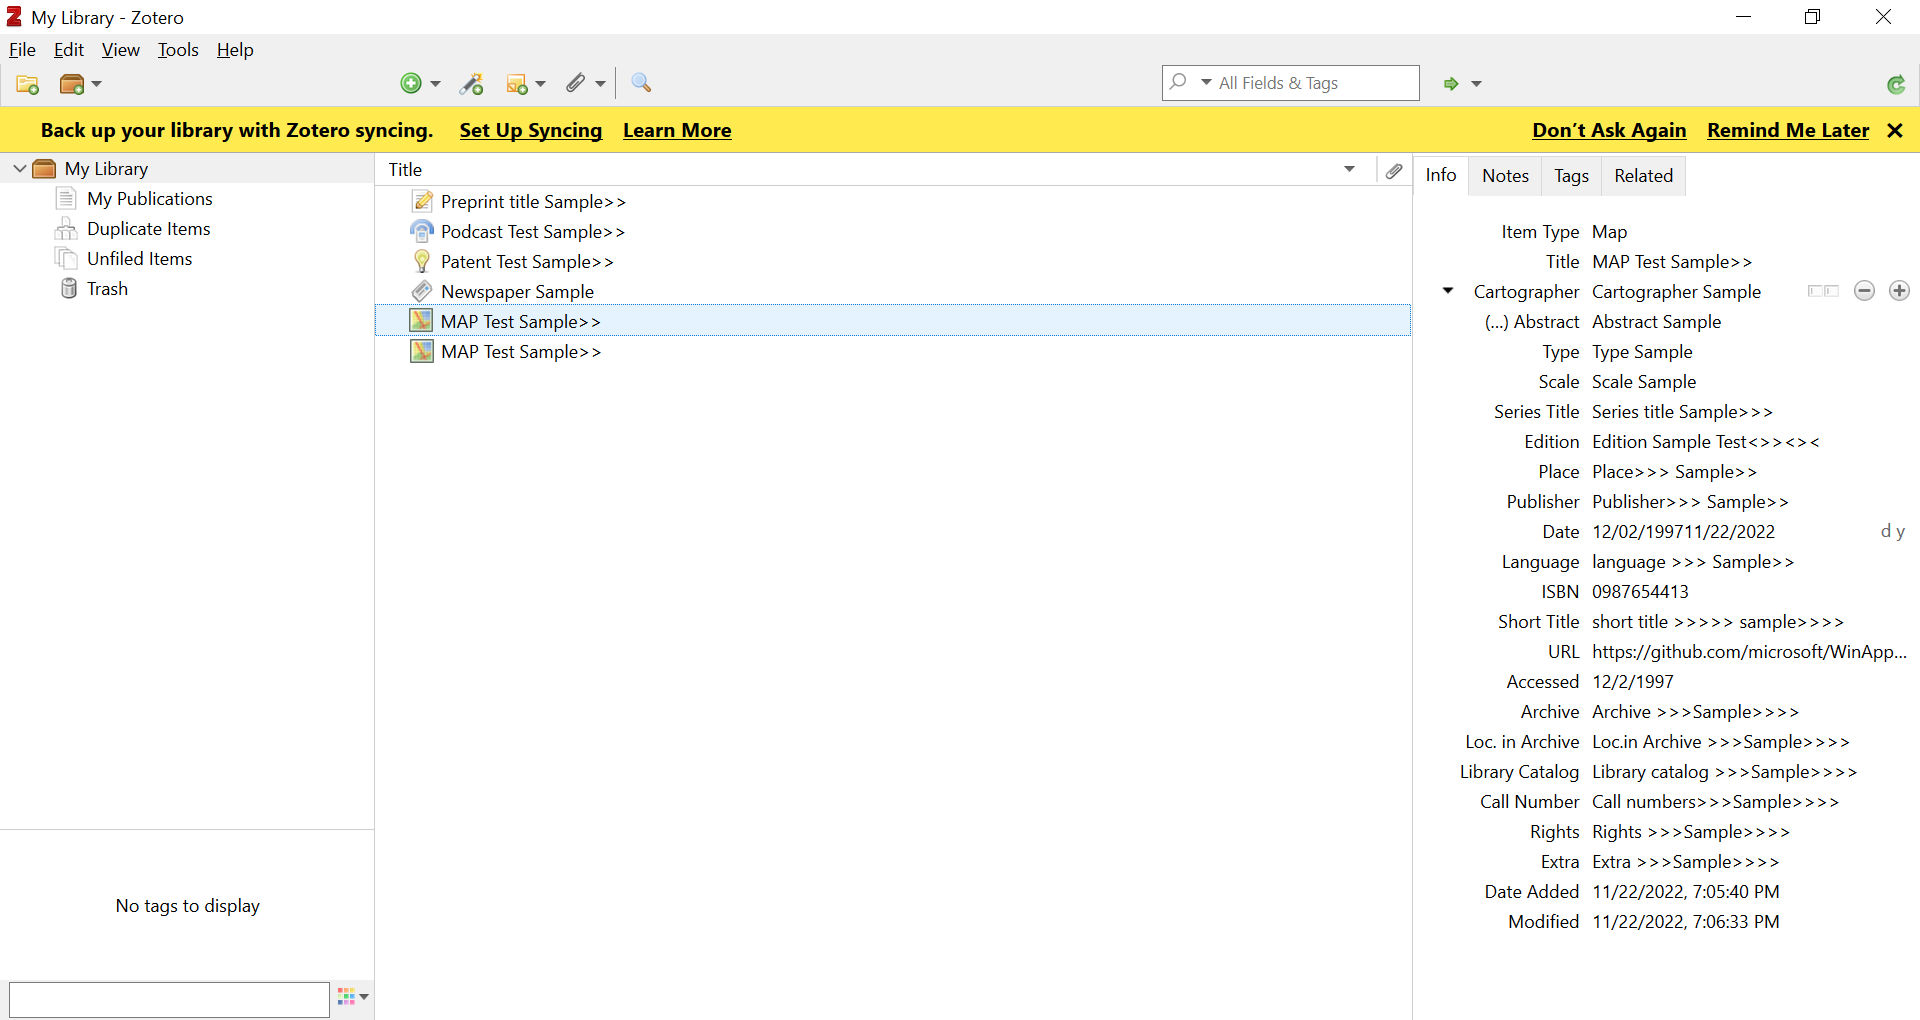 My Library - Zotero
File Edit View Tools Help
All Fields & Tags
Back up your library with Zotero syncing. Set Up Syncing Learn More Don't Ask Again Remind Me Later
My Library
My Publications
Duplicate Items
Unfiled Items
Trash
No tags to display
Title
Preprint title Sample>>
Podcast Test Sample>>
Patent Test Sample>>
Newspaper Sample
MAP Test Sample>>
MAP Test Sample>>
Info Notes Tags Related
Item Type Map
Title MAP Test Sample>>
Cartographer Cartographer Sample
(...) Abstract Abstract Sample
Type Type Sample
Scale Scale Sample
Series Title Series title Sample>>>
Edition Edition Sample Test<>><><
Place Place>>> Sample>>
Publisher Publisher>>> Sample>>
Date 12/02/199711/22/2022 d y
Language language >>> Sample>>
ISBN 0987654413
Short Title short title >>>>> sample>>>>
URL https://github.com/microsoft/WinApp...
Accessed 12/2/1997
Archive Archive >>>Sample>>>>
Loc. in Archive Loc.in Archive >>>Sample>>>>
Library Catalog Library catalog >>>Sample>>>>
Call Number Call numbers>>>Sample>>>>
Rights Rights >>>Sample>>>>
Extra Extra >>>Sample>>>>
Date Added 11/22/2022, 7:05:40 PM
Modified 11/22/2022, 7:06:33 PM